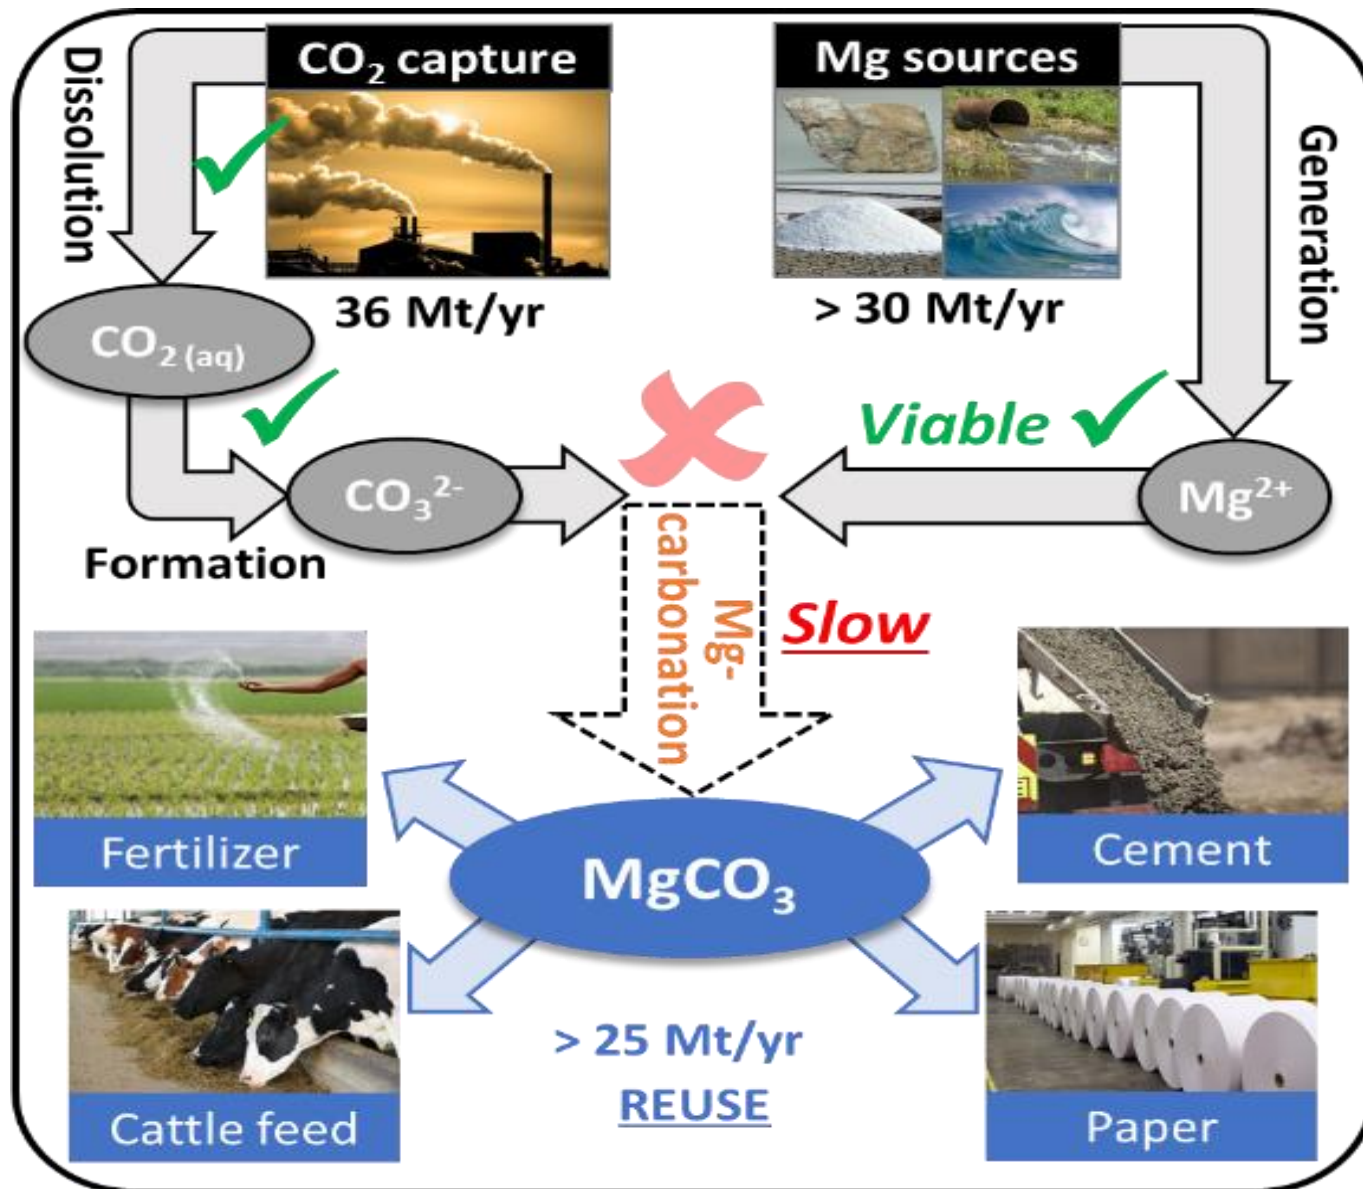 CO₂ capture
Mg sources
Dissolution
Generation
36 Mt/yr
> 30 Mt/yr
CO₂ (aq)
Viable
CO₃²⁻
Mg²⁺
Formation
Mg-
carbonation
Slow
Fertilizer
Cement
MgCO₃
Cattle feed
> 25 Mt/yr
REUSE
Paper